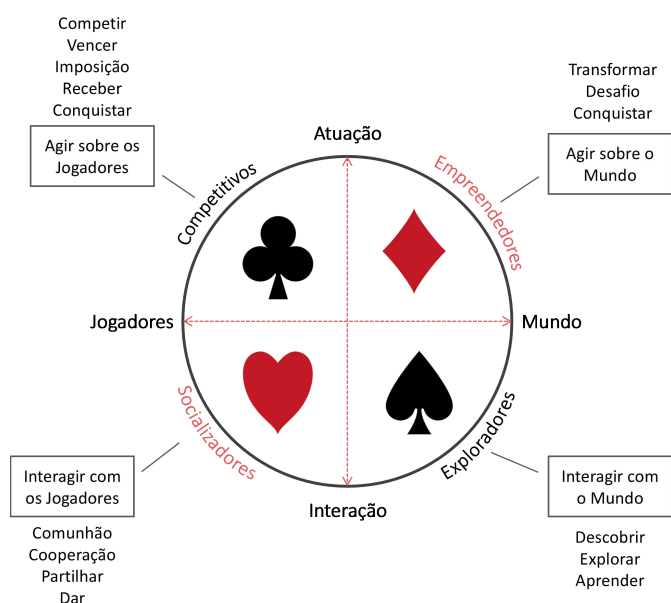 Competir
Vencer
Imposição
Receber
Conquistar
Agir sobre os
Jogadores
Transformar
Desafio
Conquistar
Agir sobre o
Mundo
Atuação
Competitivos
Empreendedores
Jogadores
Mundo
Socializadores
Exploradores
Interação
Interagir com
os Jogadores
Comunhão
Cooperação
Partilhar
Dar
Interagir com
o Mundo
Descobrir
Explorar
Aprender